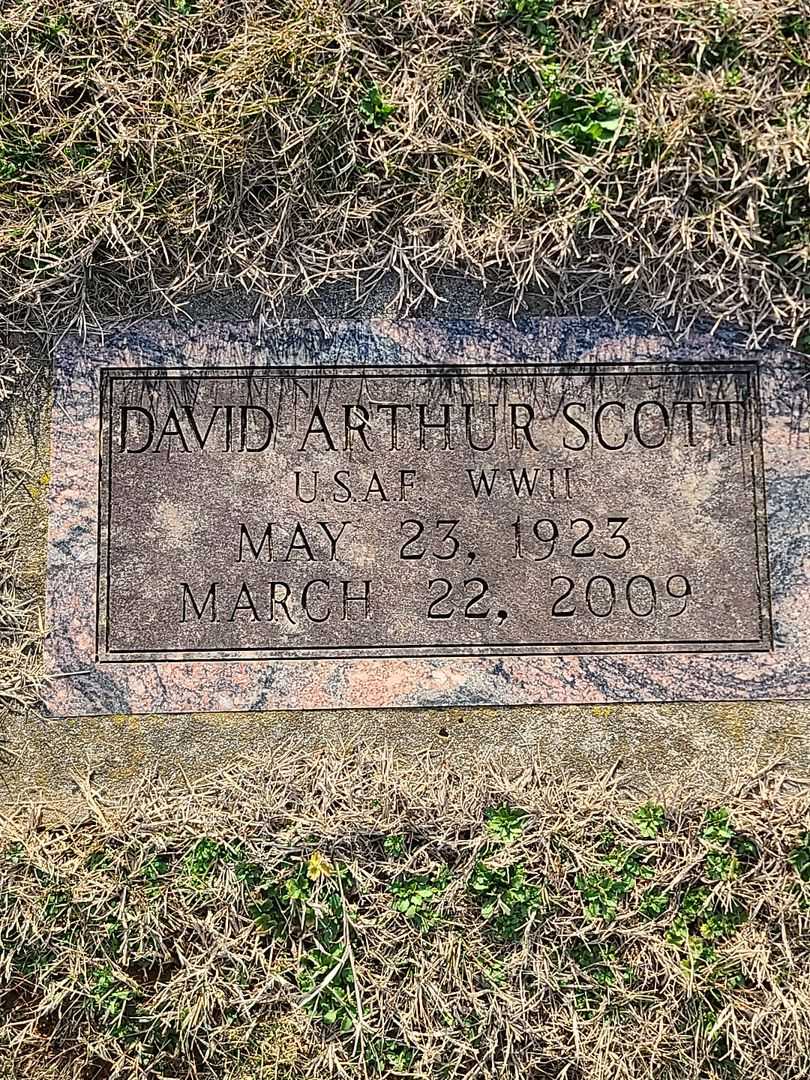 DAVID ARTHUR SCOTT
U.S.A.F. WWII
MAY 23, 1923
MARCH 22, 2009